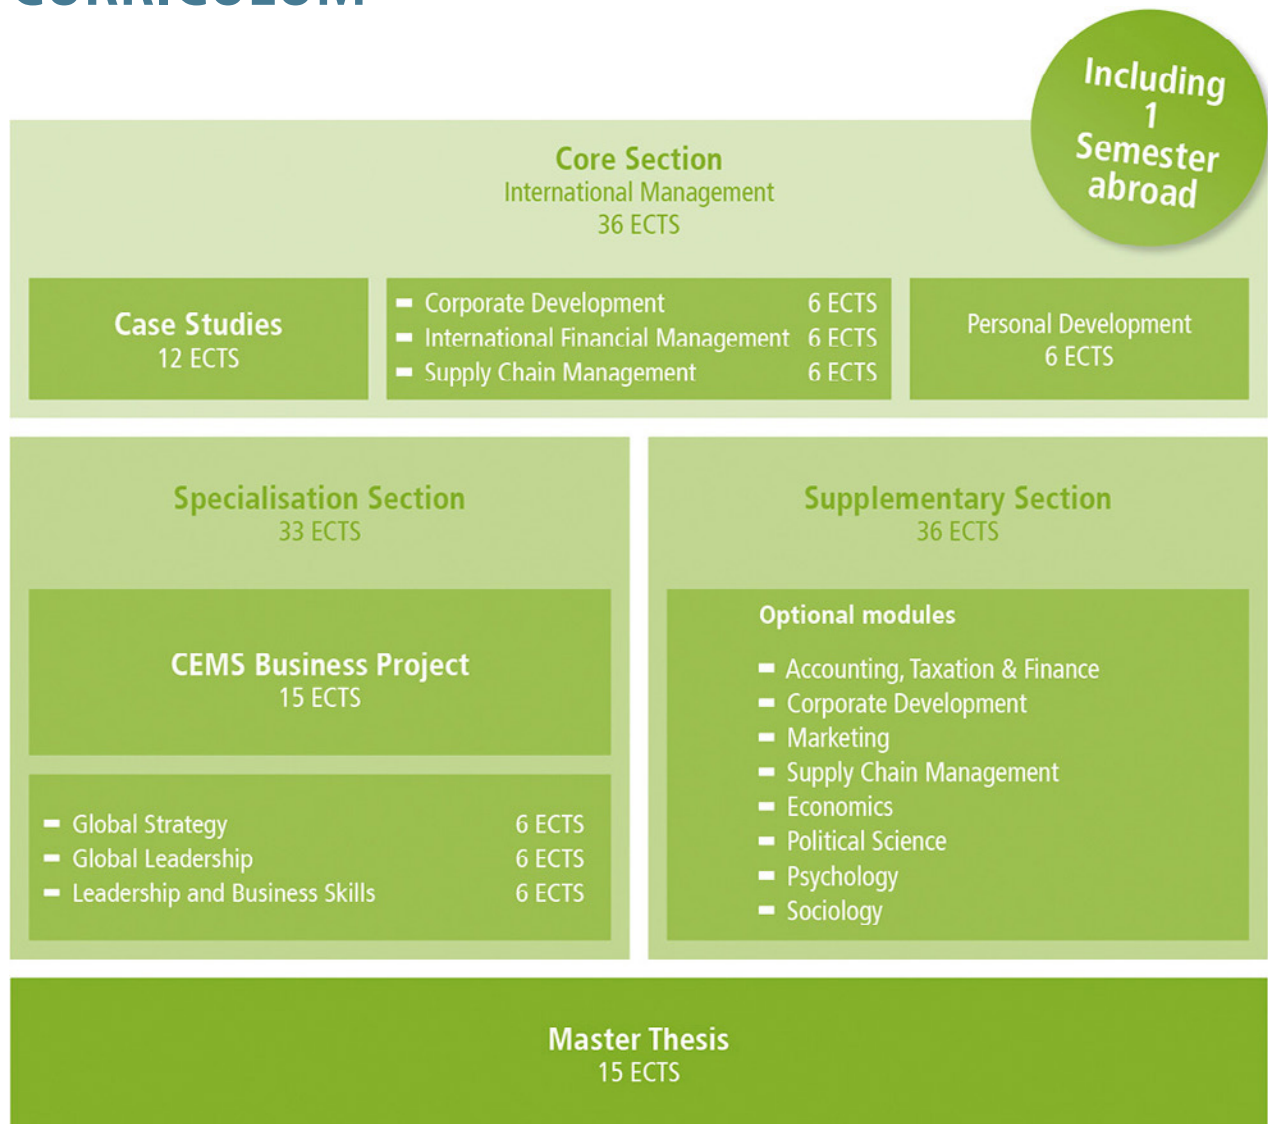 CURRICULUM
Including
1
Semester
abroad
Core Section
International Management
36 ECTS
Case Studies
12 ECTS
Corporate Development 6 ECTS
International Financial Management 6 ECTS
Supply Chain Management 6 ECTS
Personal Development
6 ECTS
Specialisation Section
33 ECTS
CEMS Business Project
15 ECTS
Global Strategy 6 ECTS
Global Leadership 6 ECTS
Leadership and Business Skills 6 ECTS
Supplementary Section
36 ECTS
Optional modules
Accounting, Taxation & Finance
Corporate Development
Marketing
Supply Chain Management
Economics
Political Science
Psychology
Sociology
Master Thesis
15 ECTS